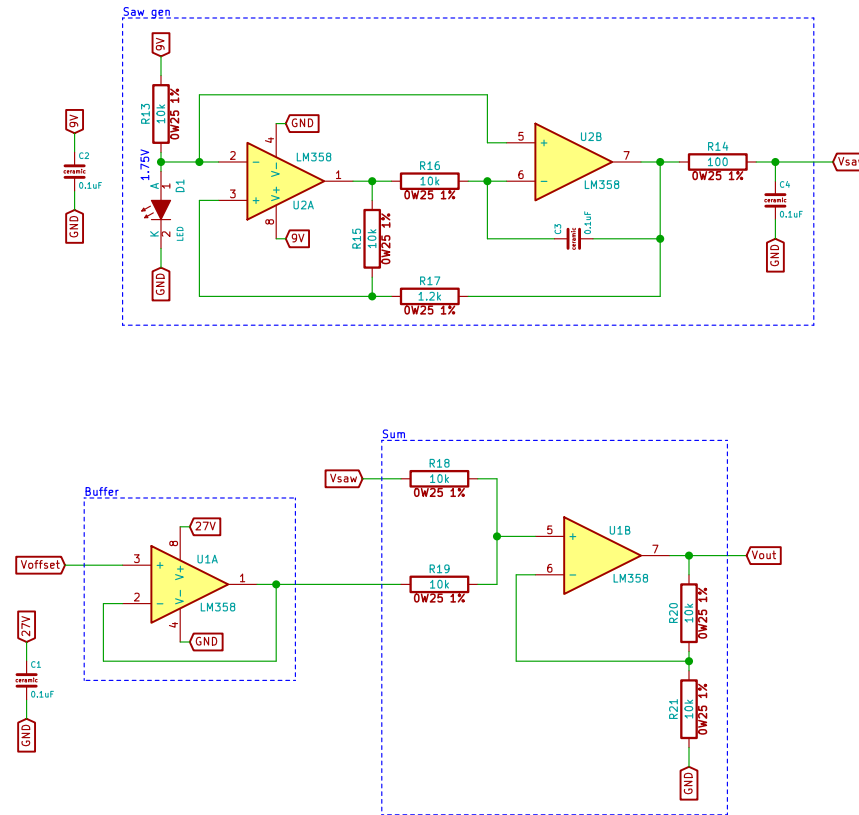 Saw gen
9V
R13
10k
0W25 1%
9V
C2
ceramic
0.1uF
GND
1.75V
A
1
D1
K
2
LED
GND
GND
4
V-
LM358
2
−
3
+
1
V+
U2A
8
9V
R16
10k
0W25 1%
R15
10k
0W25 1%
R17
1.2k
0W25 1%
5
+
6
−
7
U2B
LM358
C3
ceramic
0.1uF
R14
100
0W25 1%
Vsaw
C4
ceramic
0.1uF
GND
Sum
Vsaw
R18
10k
0W25 1%
Buffer
27V
8
V+
U1A
Voffset
3
+
2
−
1
V-
LM358
4
GND
27V
C1
ceramic
0.1uF
GND
R19
10k
0W25 1%
5
+
6
−
7
U1B
LM358
Vout
R20
10k
0W25 1%
R21
10k
0W25 1%
GND